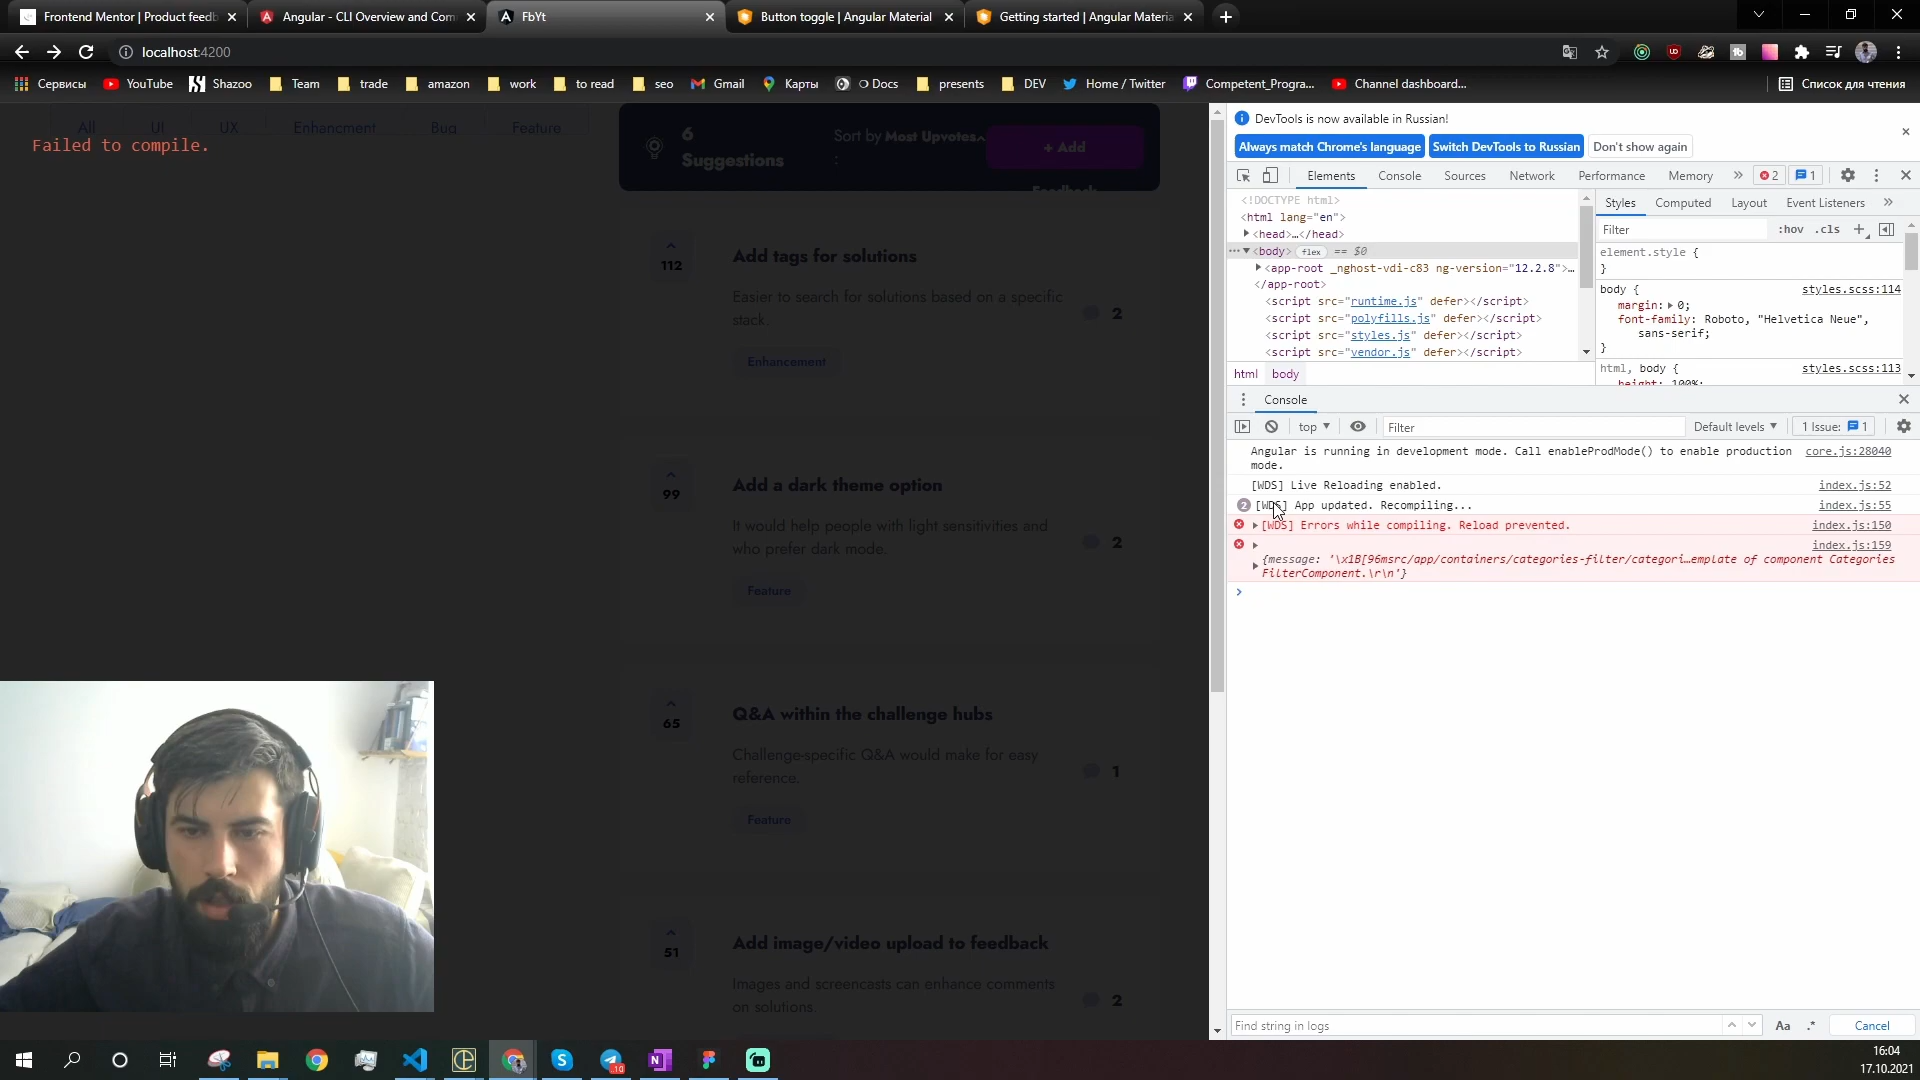 Frontend Mentor | Product feedb
Angular - CLI Overview and Com
FbYt
Button toggle | Angular Material
Getting started | Angular Materia
localhost:4200
Сервисы
YouTube
Shazoo
Team
trade
amazon
work
to read
seo
Gmail
Карты
Docs
presents
DEV
Home / Twitter
Competent_Progra...
Channel dashboard...
Список для чтения
All
UI
UX
Enhancment
Bug
Feature
Failed to compile.
6
Suggestions
Sort by Most Upvotes
:
+ Add
Feedback
112
Add tags for solutions
Easier to search for solutions based on a specific
stack.
2
Enhancement
99
Add a dark theme option
It would help people with light sensitivities and
who prefer dark mode.
2
Feature
65
Q&A within the challenge hubs
Challenge-specific Q&A would make for easy
reference.
1
Feature
51
Add image/video upload to feedback
Images and screencasts can enhance comments
on solutions.
2
DevTools is now available in Russian!
Always match Chrome's language
Switch DevTools to Russian
Don't show again
Elements
Console
Sources
Network
Performance
Memory
2
1
<!DOCTYPE html>
<html lang="en">
<head>…</head>
<body> flex == $0
<app-root _nghost-vdi-c83 ng-version="12.2.8">…
</app-root>
<script src="runtime.js" defer></script>
<script src="polyfills.js" defer></script>
<script src="styles.js" defer></script>
<script src="vendor.js" defer></script>
html
body
Styles
Computed
Layout
Event Listeners
Filter
:hov
.cls
element.style {
}
body {
styles.scss:114
margin: 0;
font-family: Roboto, "Helvetica Neue",
sans-serif;
}
html, body {
styles.scss:113
height: 100%;
Console
top
Filter
Default levels
1 Issue:
1
Angular is running in development mode. Call enableProdMode() to enable production
mode.
core.js:28040
[WDS] Live Reloading enabled.
index.js:52
2
[WDS] App updated. Recompiling...
index.js:55
[WDS] Errors while compiling. Reload prevented.
index.js:150
index.js:159
{message: '\x1B[96msrc/app/containers/categories-filter/categori…emplate of component Categories
FilterComponent.\r\n'}
Find string in logs
Aa
.*
Cancel
10
16:04
17.10.2021